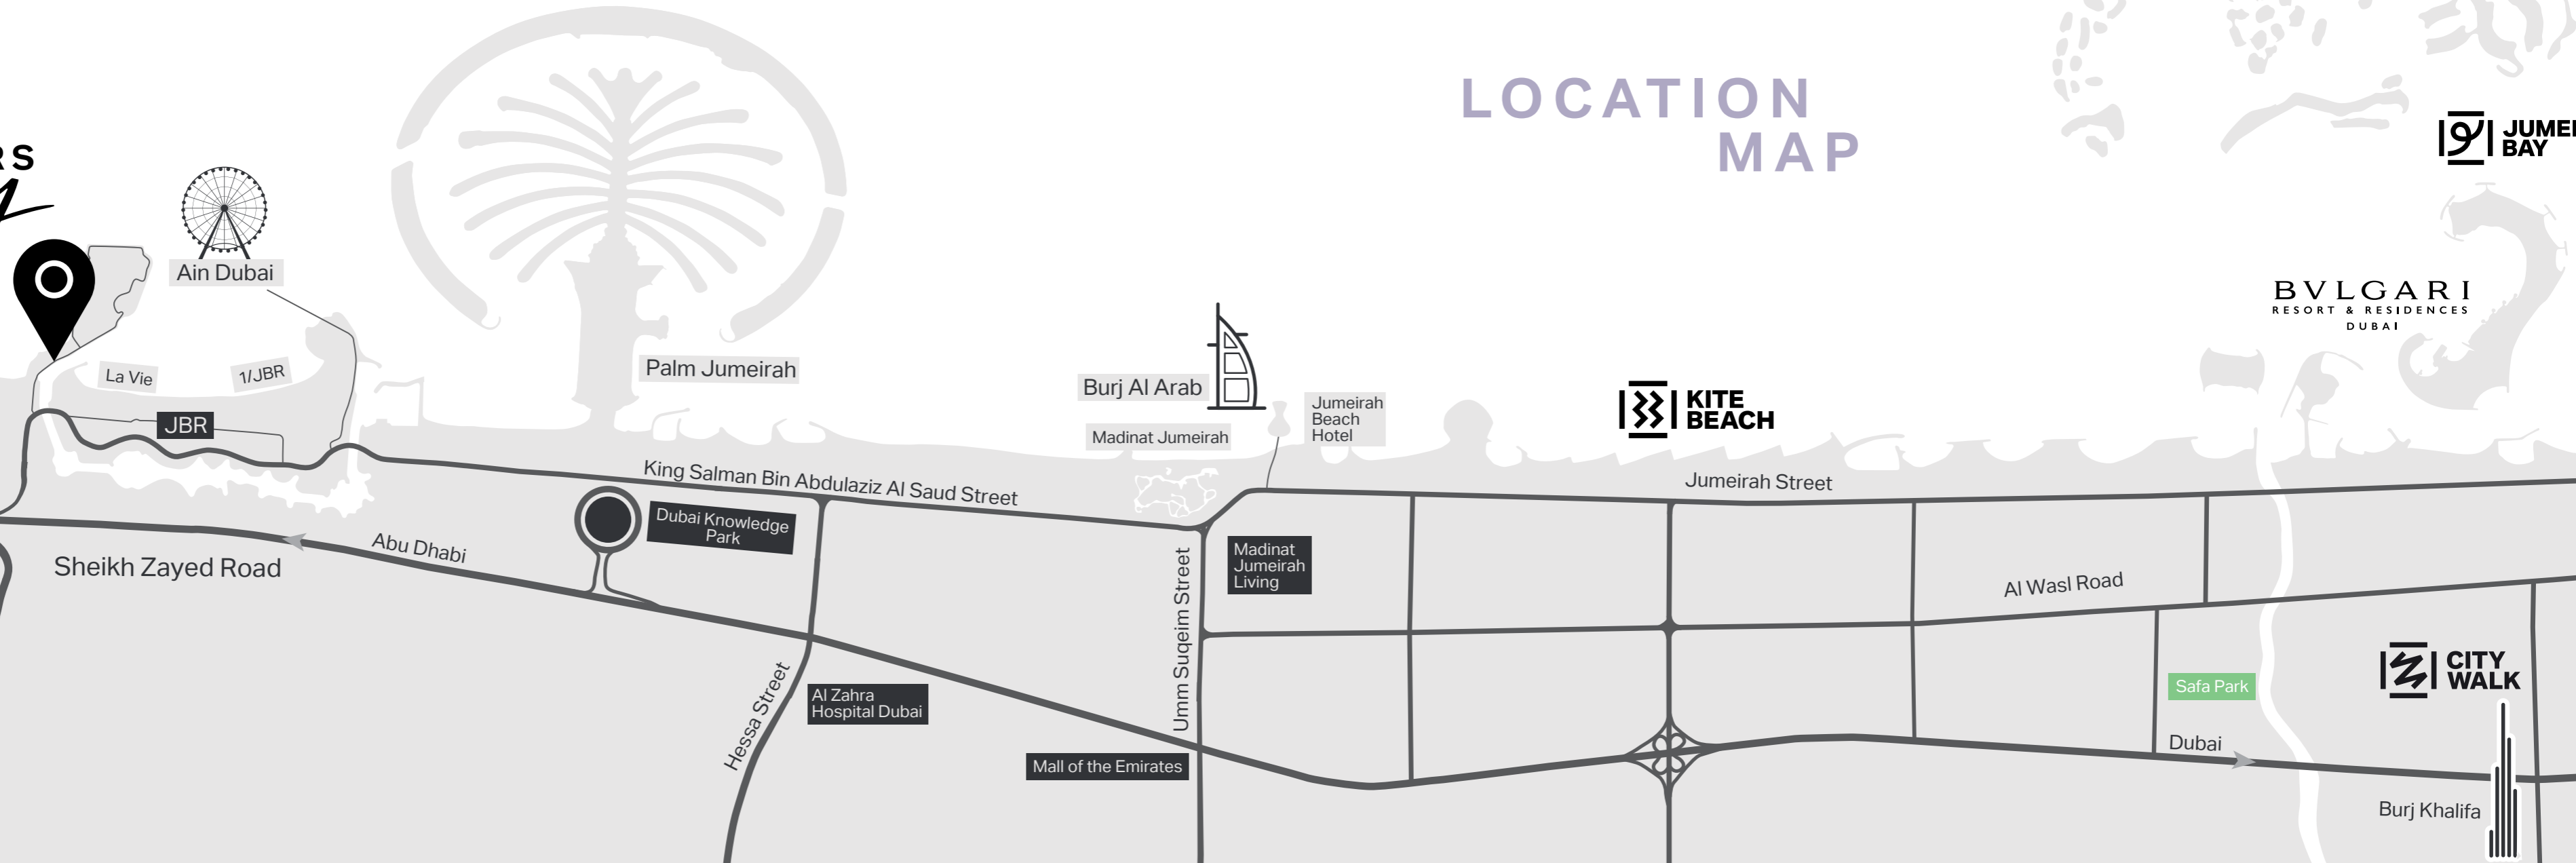 LOCATION
MAP
RS
JUMEI
BAY
Ain Dubai
BVLGARI
RESORT & RESIDENCES
DUBAI
La Vie
1/JBR
Palm Jumeirah
Burj Al Arab
Jumeirah
Beach
Hotel
KITE
BEACH
JBR
Madinat Jumeirah
King Salman Bin Abdulaziz Al Saud Street
Jumeirah Street
Dubai Knowledge
Park
Abu Dhabi
Sheikh Zayed Road
Madinat
Jumeirah
Living
Umm Suqeim Street
Al Wasl Road
Hessa Street
Al Zahra
Hospital Dubai
Mall of the Emirates
CITY
WALK
Safa Park
Dubai
Burj Khalifa